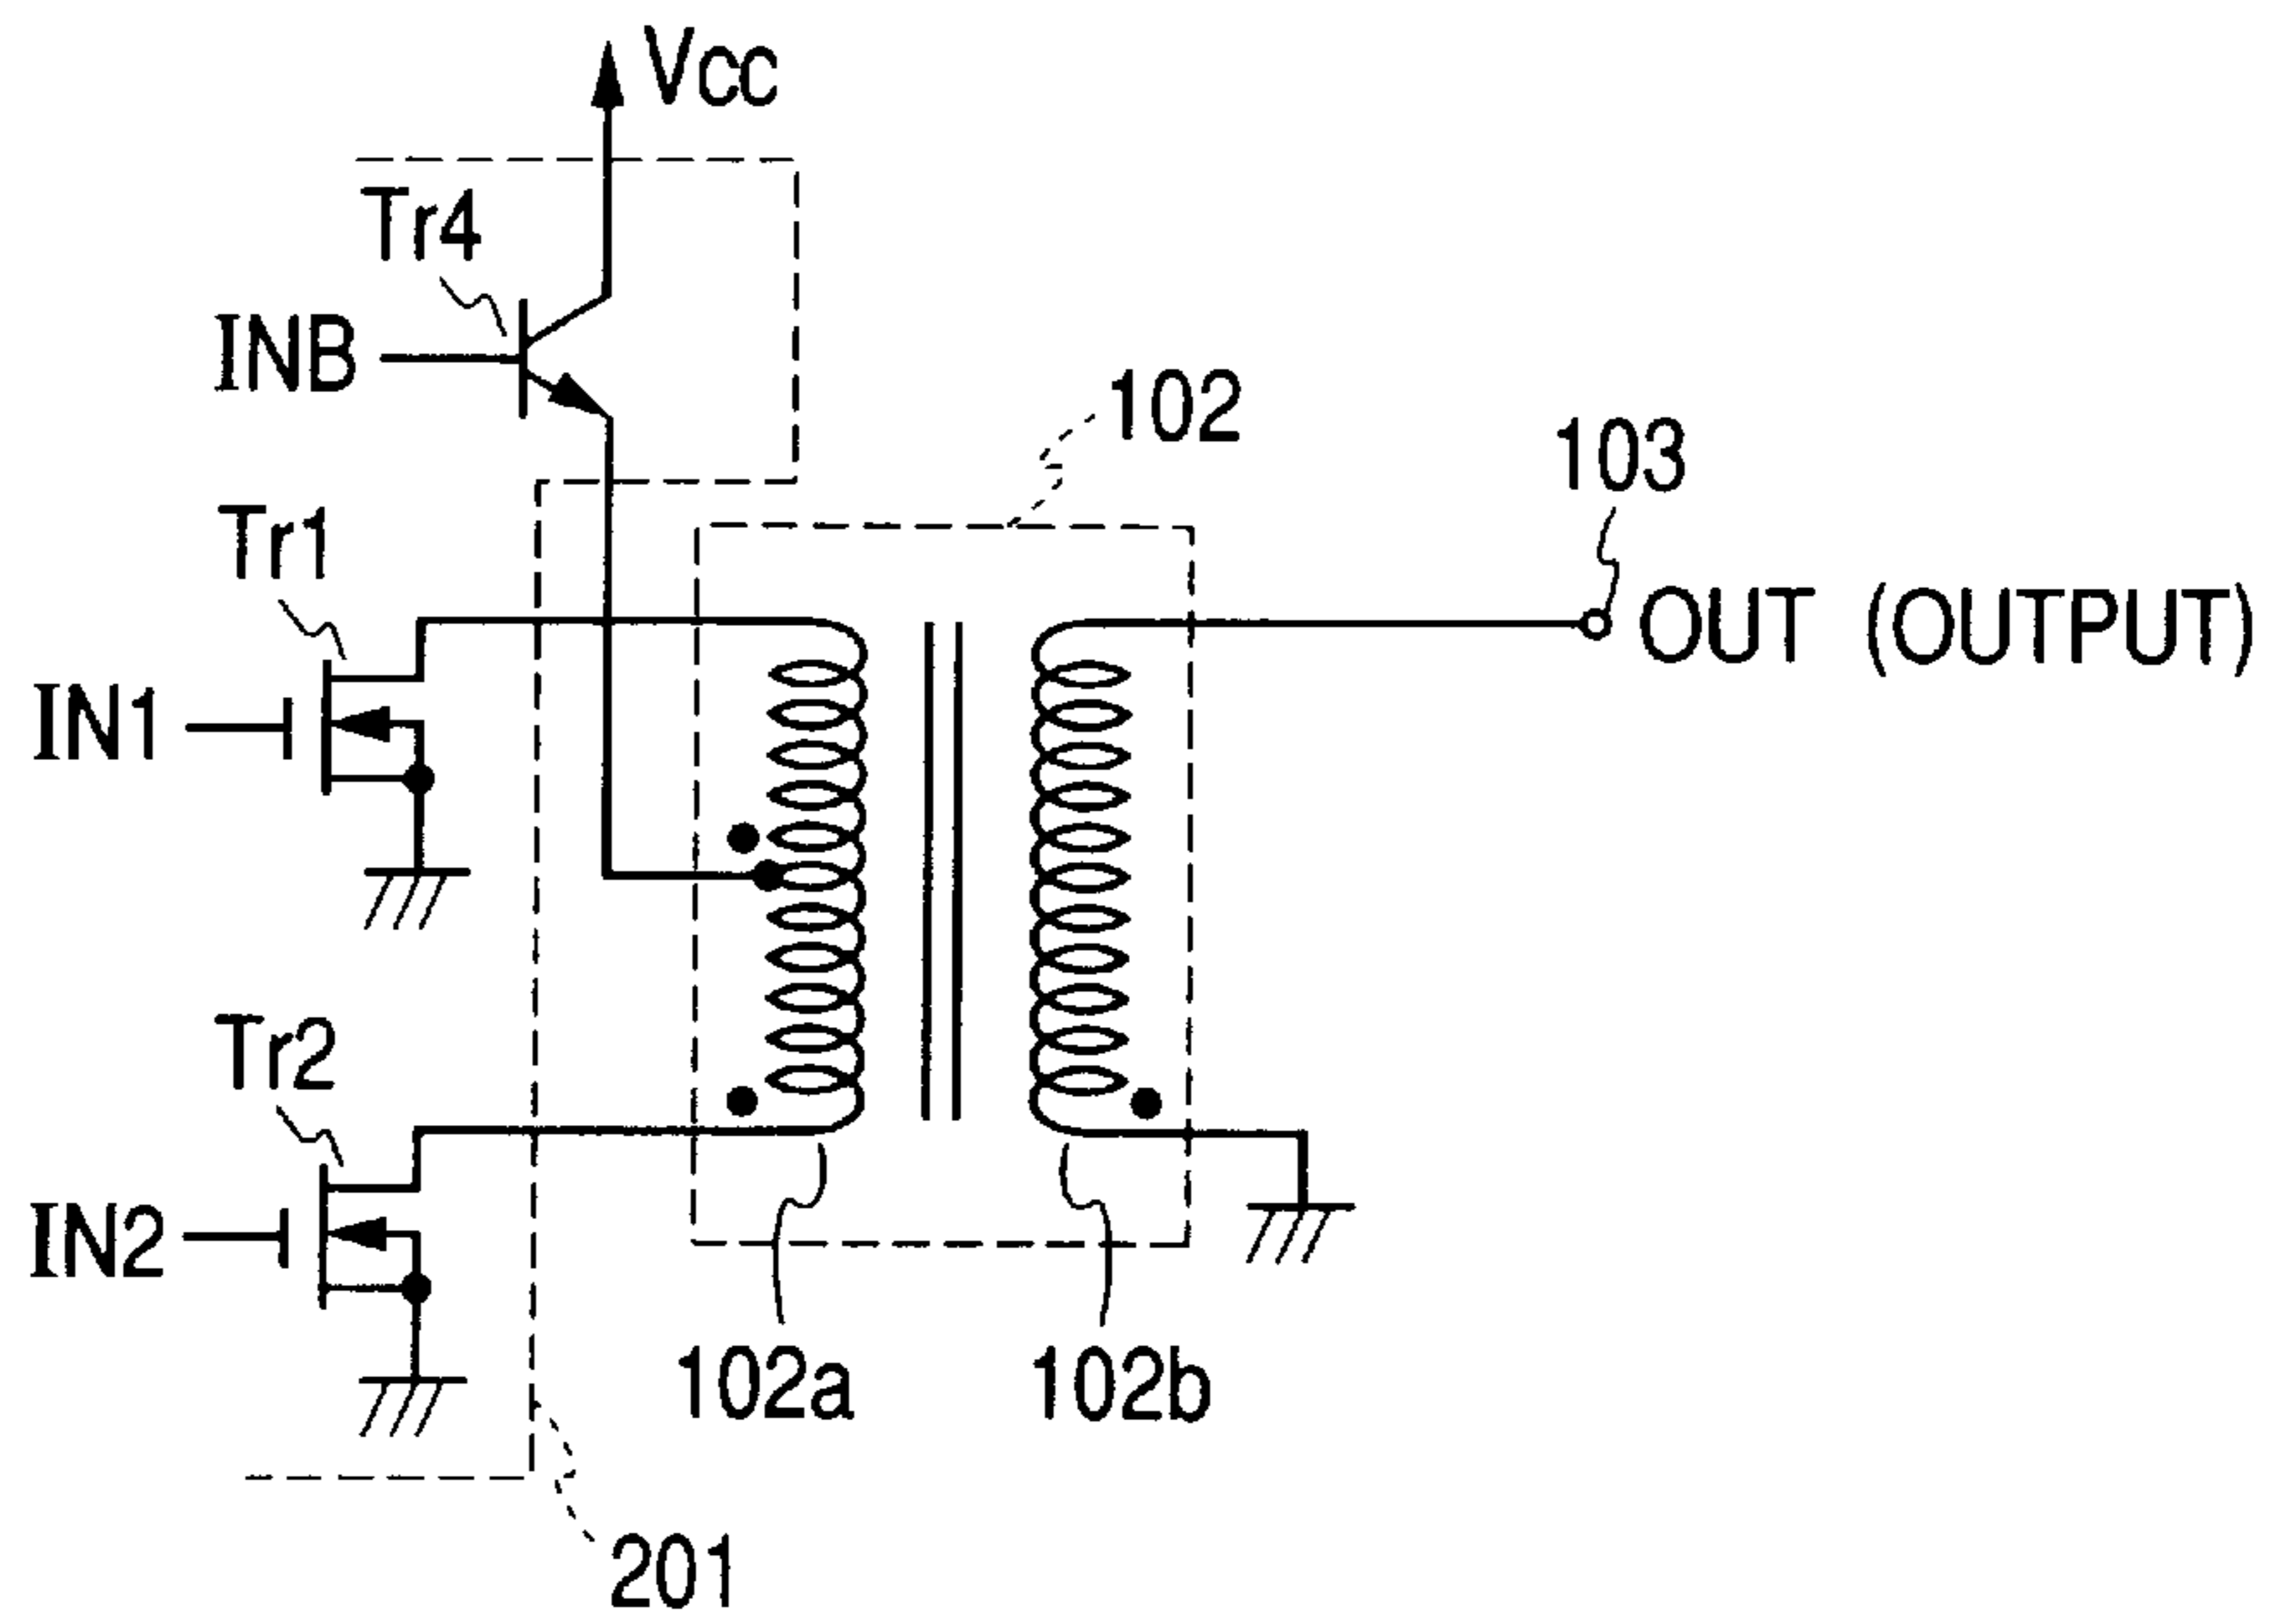 Vcc
Tr4
INB
102
103
Tr1
OUT (OUTPUT)
IN1
Tr2
IN2
102a
102b
201